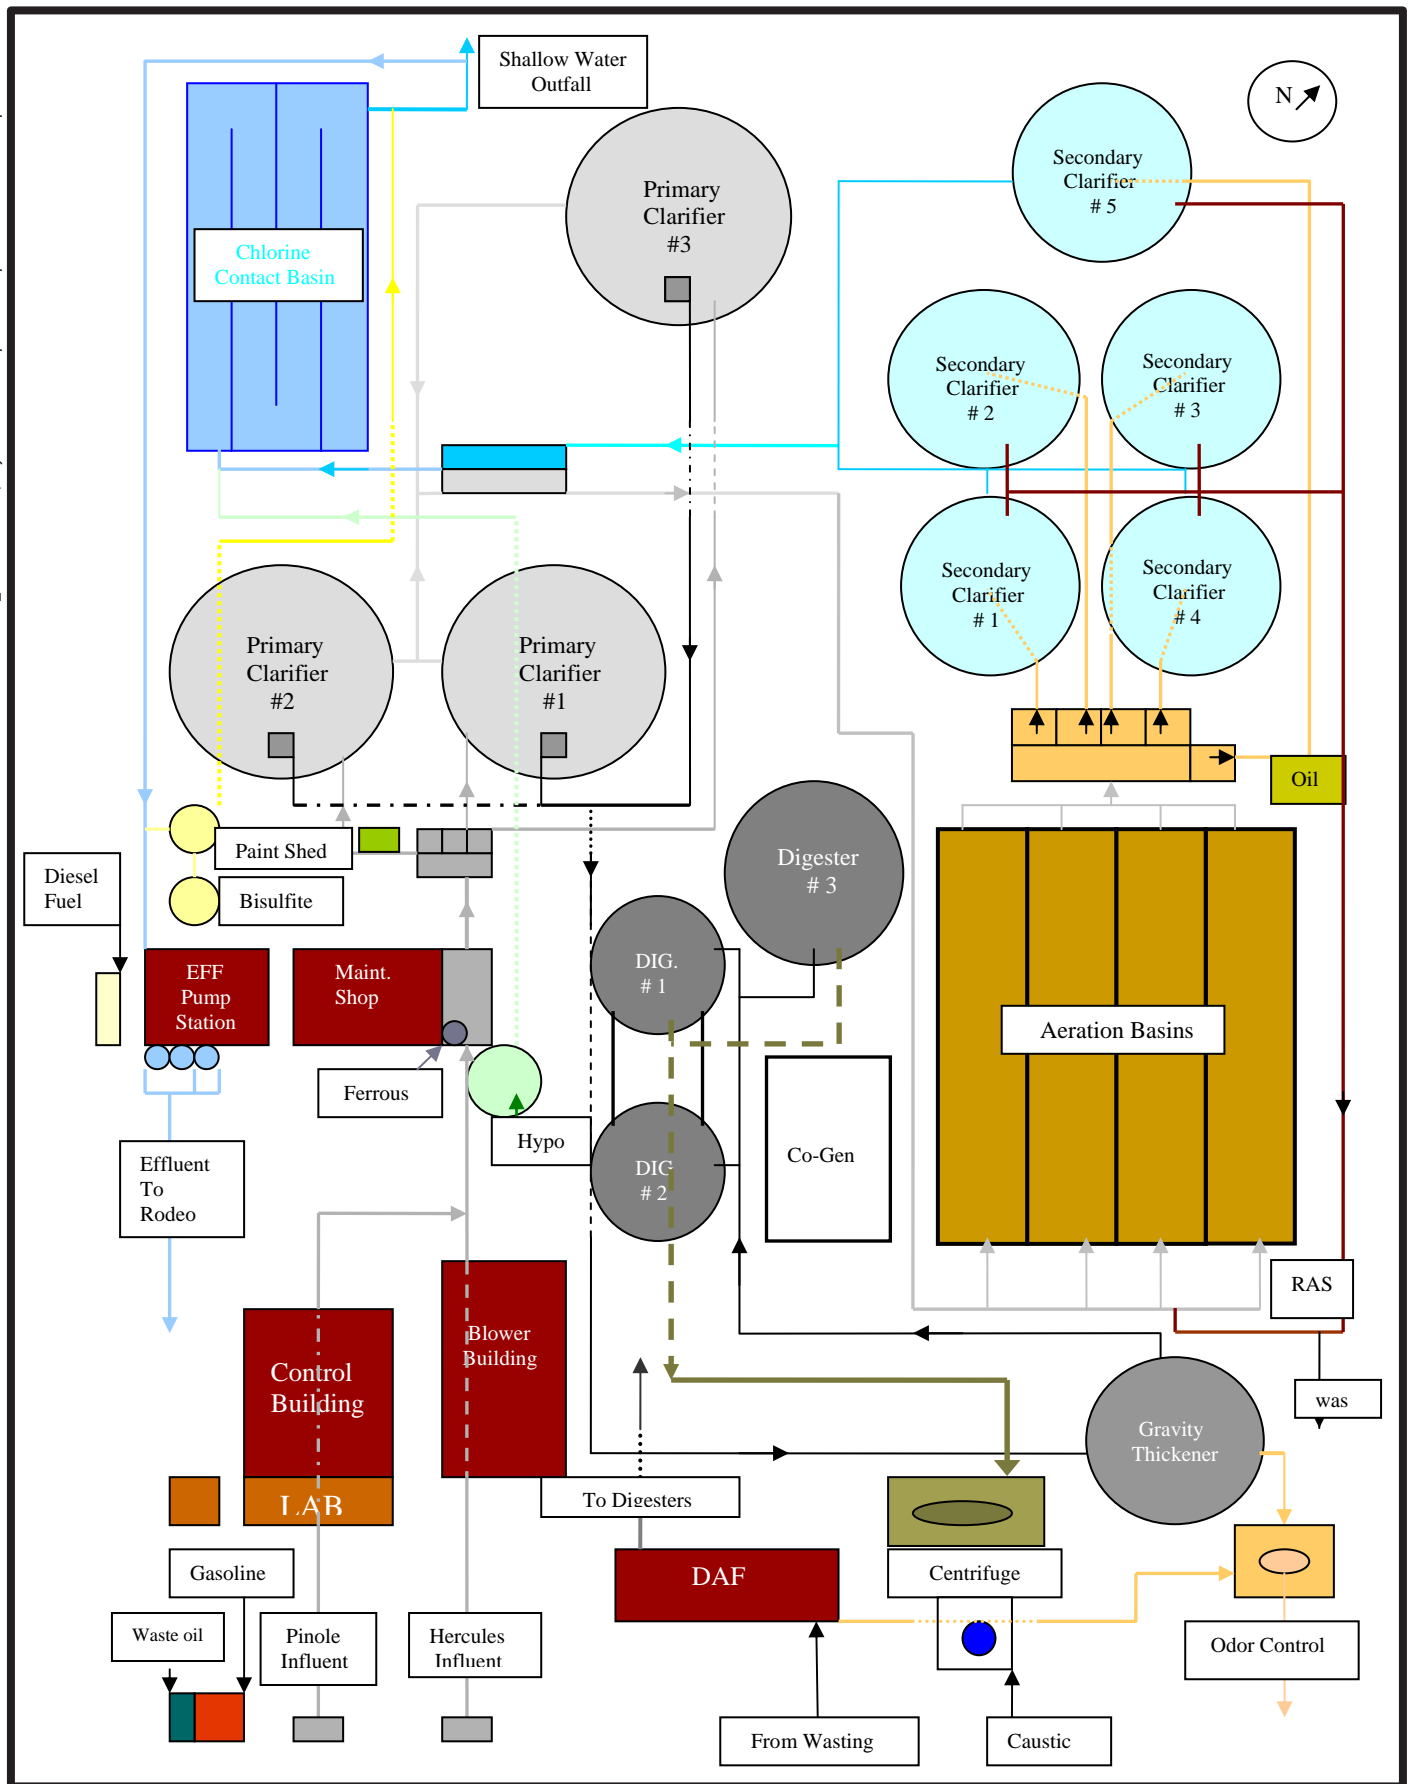 Shallow Water
Outfall
N
Chlorine
Contact Basin
Primary
Clarifier
#3
Secondary
Clarifier
# 5
Secondary
Clarifier
# 2
Secondary
Clarifier
# 3
Secondary
Clarifier
# 1
Secondary
Clarifier
# 4
Primary
Clarifier
#2
Primary
Clarifier
#1
Oil
Paint Shed
Diesel
Fuel
Bisulfite
Digester
# 3
EFF
Pump
Station
Maint.
Shop
DIG.
# 1
Aeration Basins
Ferrous
Hypo
Co-Gen
DIG
# 2
Effluent
To
Rodeo
RAS
Blower
Building
Control
Building
was
Gravity
Thickener
LAB
To Digesters
Gasoline
DAF
Centrifuge
Waste oil
Pinole
Influent
Hercules
Influent
Odor Control
From Wasting
Caustic